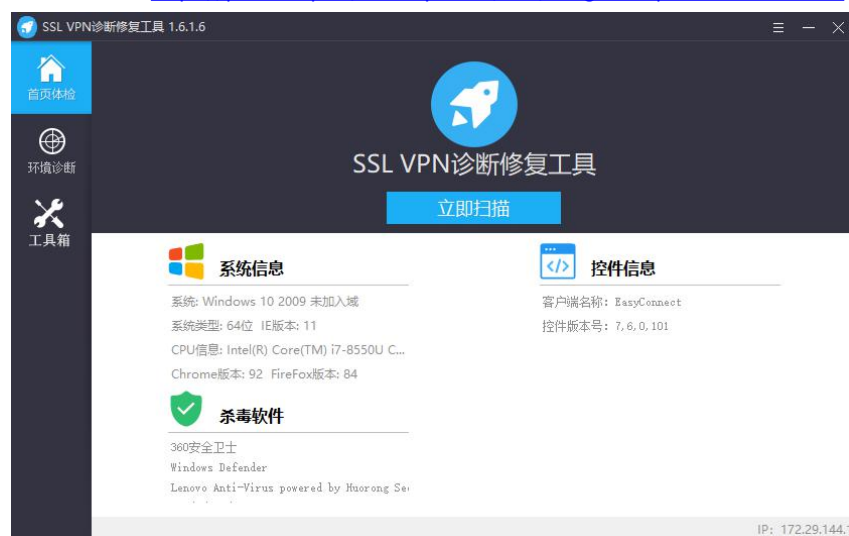 SSL VPN诊断修复工具 1.6.1.6
首页体检
环境诊断
工具箱
SSL VPN诊断修复工具
立即扫描
系统信息
系统: Windows 10 2009 未加入域
系统类型: 64位 IE版本: 11
CPU信息: Intel(R) Core(TM) i7-8550U C...
Chrome版本: 92 FireFox版本: 84
杀毒软件
360安全卫士
Windows Defender
Lenovo Anti-Virus powered by Huorong Se
控件信息
客户端名称: EasyConnect
控件版本号: 7,6,0,101
IP: 172.29.144.